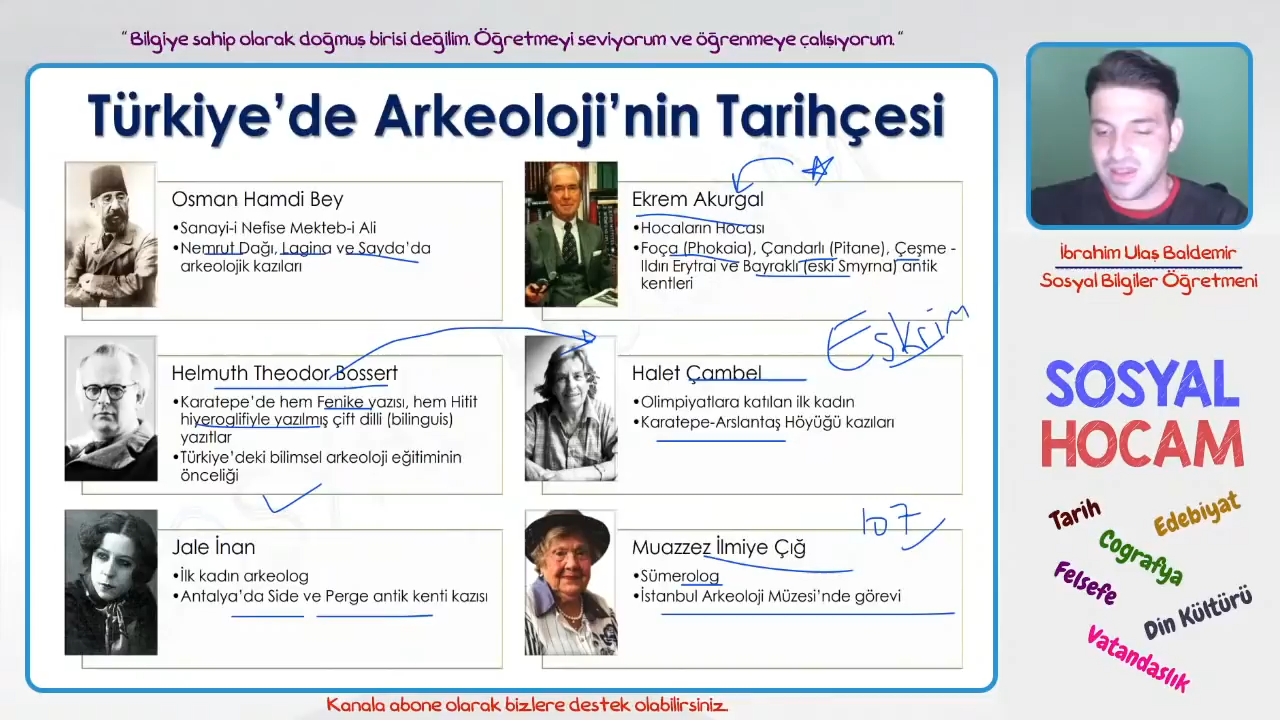 “ Bilgiye sahip olarak doğmuş birisi değilim. Öğretmeyi seviyorum ve öğrenmeye çalışıyorum. “
Türkiye’de Arkeoloji’nin Tarihçesi
Osman Hamdi Bey
•Sanayi-i Nefise Mekteb-i Ali
•Nemrut Dağı, Lagina ve Sayda’da
arkeolojik kazıları
Ekrem Akurgal
•Hocaların Hocası
•Foça (Phokaia), Çandarlı (Pitane), Çeşme -
Ildırı Erytrai ve Bayraklı (eski Smyrna) antik
kentleri
Helmuth Theodor Bossert
•Karatepe’de hem Fenike yazısı, hem Hitit
hiyeroglifiyle yazılmış çift dilli (bilinguis)
yazıtlar
•Türkiye’deki bilimsel arkeoloji eğitiminin
önceliği
Eskrim
Halet Çambel
•Olimpiyatlara katılan ilk kadın
•Karatepe-Arslantaş Höyüğü kazıları
Jale İnan
•İlk kadın arkeolog
•Antalya’da Side ve Perge antik kenti kazısı
107
Muazzez İlmiye Çığ
•Sümerolog
•İstanbul Arkeoloji Müzesi’nde görevi
İbrahim Ulaş Baldemir
Sosyal Bilgiler Öğretmeni
SOSYAL
HOCAM
Tarih
Edebiyat
Coğrafya
Felsefe
Din Kültürü
Vatandaşlık
Kanala abone olarak bizlere destek olabilirsiniz.